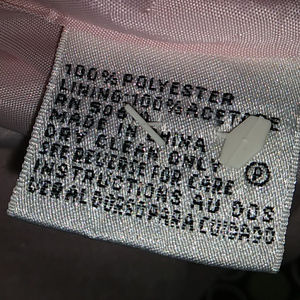 100% POLYESTER
LINING:100% ACETATE
RN
MADE IN CHINA
DRY CLEAN ONLY
SEE REVERSE FOR CARE
INSTRUCTIONS AU DOS
VER AL DORSO PARA CUIDADO
P